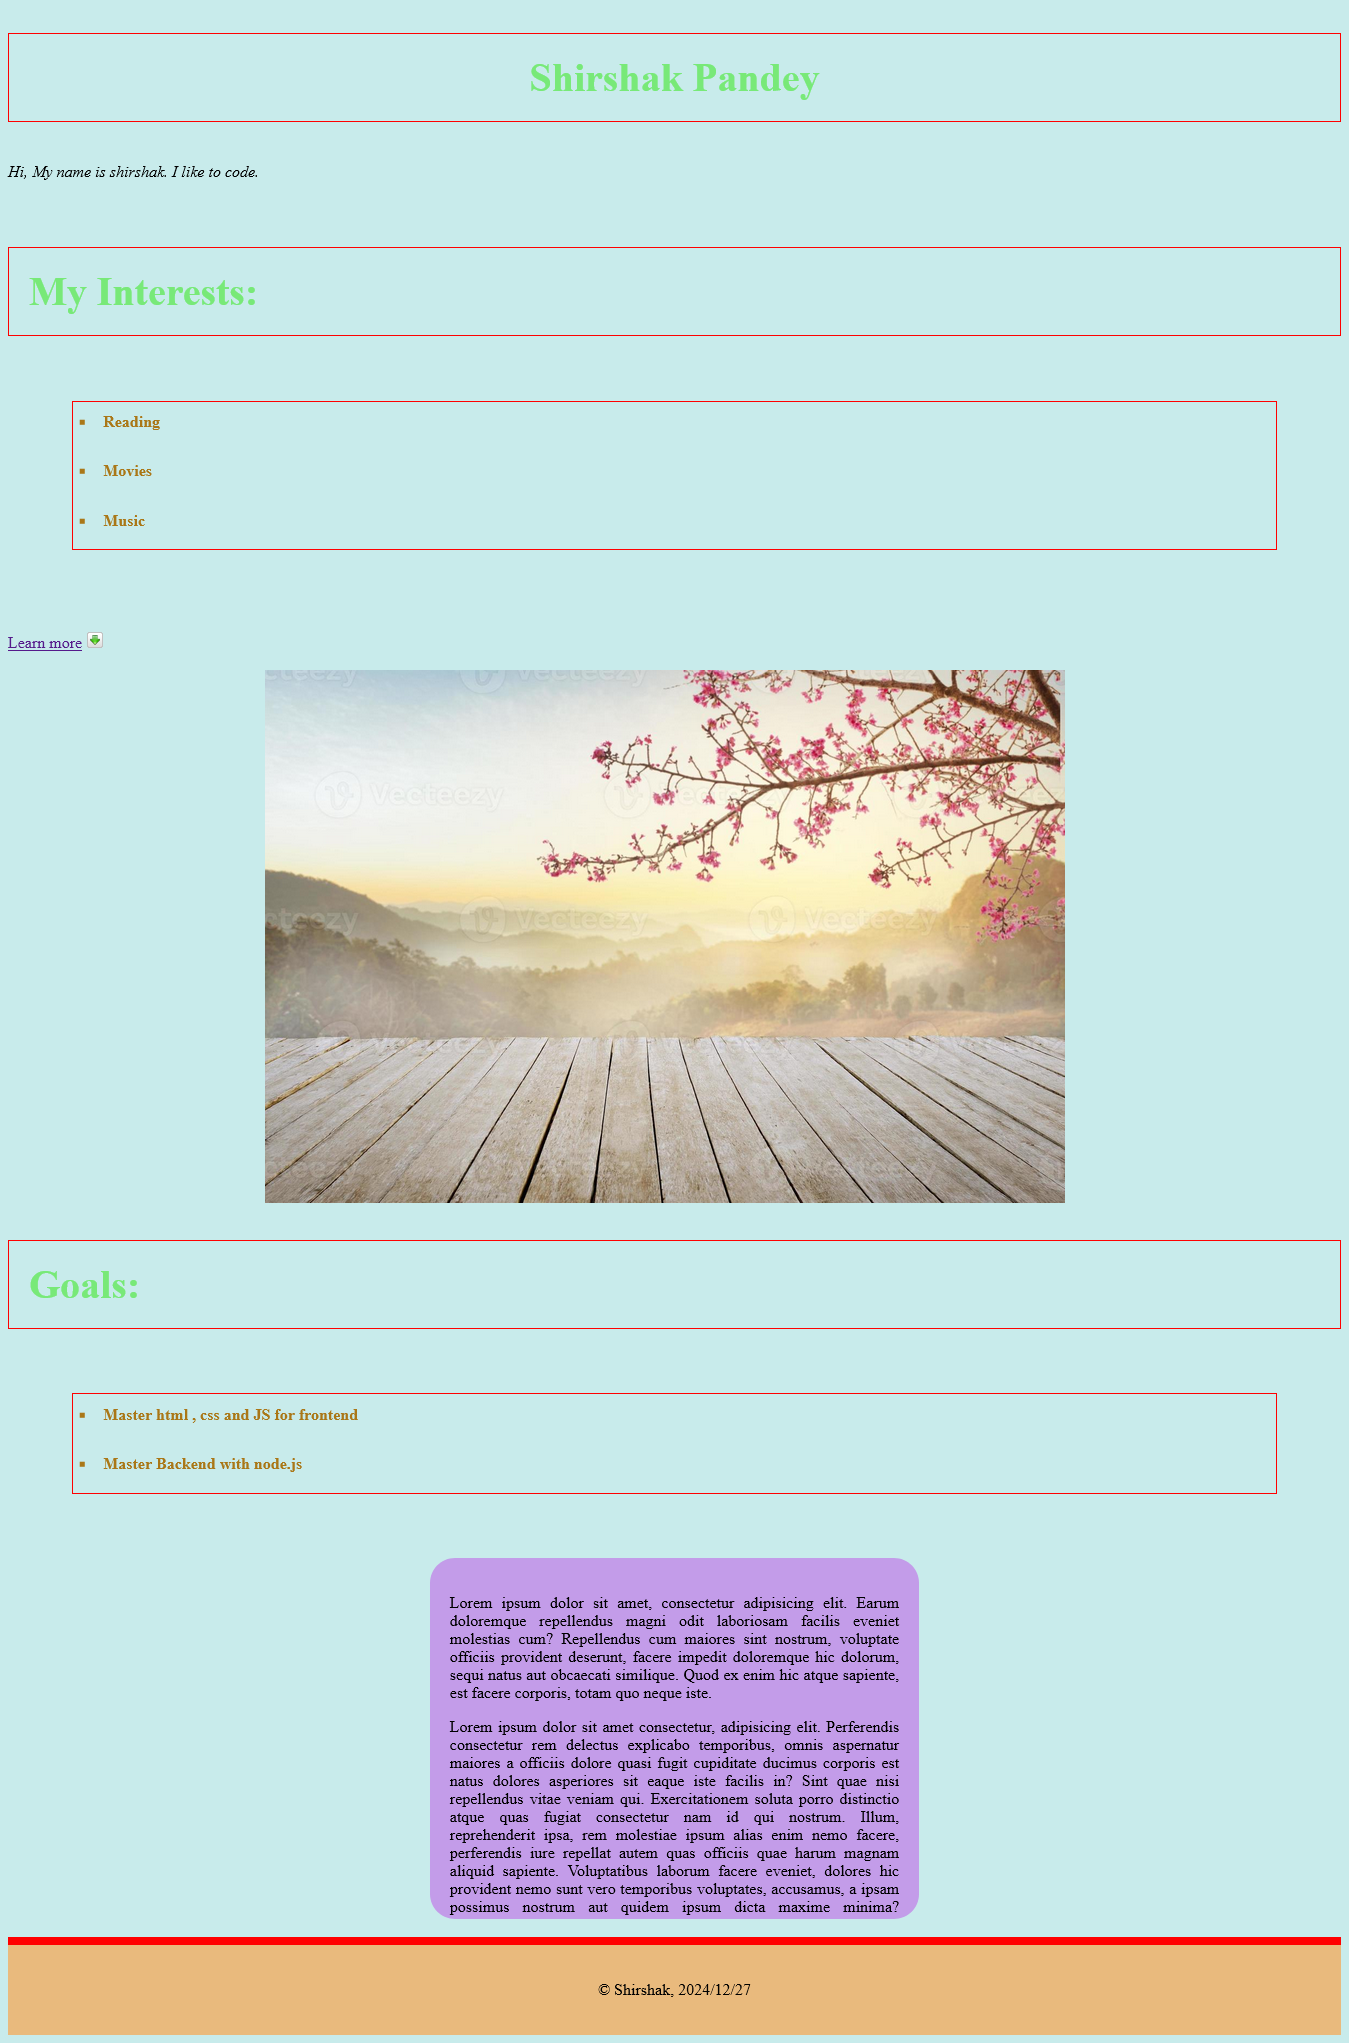 Shirshak Pandey
Hi, My name is shirshak. I like to code.
My Interests:
Reading
Movies
Music
Learn more
Vecteezy
Vecteezy
Vecteezy
Goals:
Master html , css and JS for frontend
Master Backend with node.js
Lorem ipsum dolor sit amet, consectetur adipisicing elit. Earum
doloremque repellendus magni odit laboriosam facilis eveniet
molestias cum? Repellendus cum maiores sint nostrum, voluptate
officiis provident deserunt, facere impedit doloremque hic dolorum,
sequi natus aut obcaecati similique. Quod ex enim hic atque sapiente,
est facere corporis, totam quo neque iste.
Lorem ipsum dolor sit amet consectetur, adipisicing elit. Perferendis
consectetur rem delectus explicabo temporibus, omnis aspernatur
maiores a officiis dolore quasi fugit cupiditate ducimus corporis est
natus dolores asperiores sit eaque iste facilis in? Sint quae nisi
repellendus vitae veniam qui. Exercitationem soluta porro distinctio
atque quas fugiat consectetur nam id qui nostrum. Illum,
reprehenderit ipsa, rem molestiae ipsum alias enim nemo facere,
perferendis iure repellat autem quas officiis quae harum magnam
aliquid sapiente. Voluptatibus laborum facere eveniet, dolores hic
provident nemo sunt vero temporibus voluptates, accusamus, a ipsam
possimus nostrum aut quidem ipsum dicta maxime minima?
© Shirshak, 2024/12/27